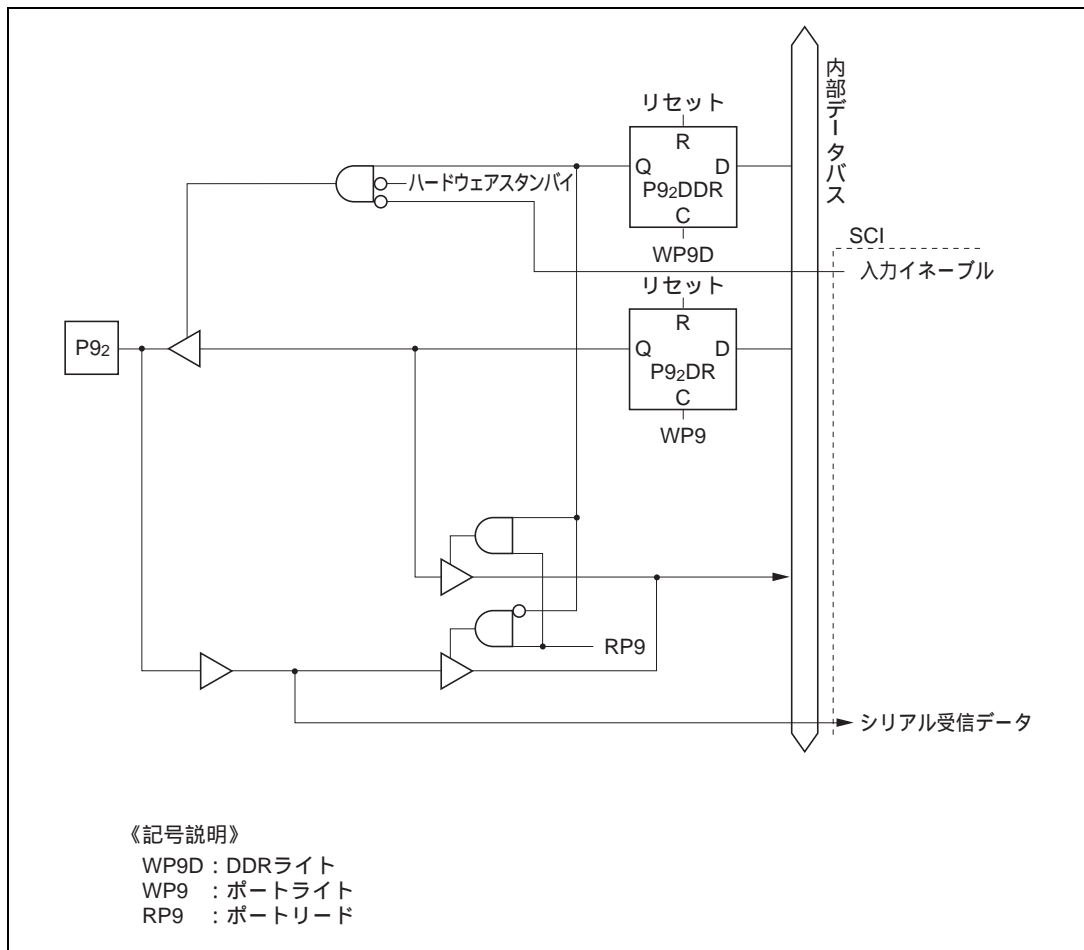 内部データバス
リセット
R
Q D
P92DDR
C
WP9D
ハードウェアスタンバイ
SCI
入力イネーブル
リセット
R
Q D
P92DR
C
WP9
P92
RP9
シリアル受信データ
《記号説明》
WP9D : DDRライト
WP9 : ポートライト
RP9 : ポートリード